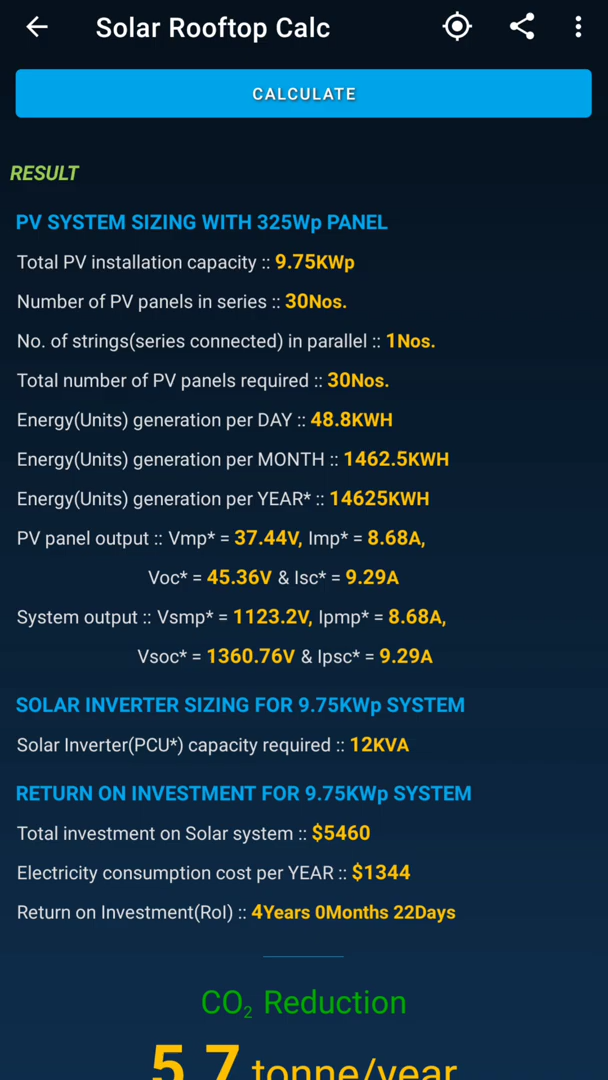 Solar Rooftop Calc
CALCULATE
RESULT
PV SYSTEM SIZING WITH 325Wp PANEL
Total PV installation capacity :: 9.75KWp
Number of PV panels in series :: 30Nos.
No. of strings(series connected) in parallel :: 1Nos.
Total number of PV panels required :: 30Nos.
Energy(Units) generation per DAY :: 48.8KWH
Energy(Units) generation per MONTH :: 1462.5KWH
Energy(Units) generation per YEAR* :: 14625KWH
PV panel output :: Vmp* = 37.44V, Imp* = 8.68A,
Voc* = 45.36V & Isc* = 9.29A
System output :: Vsmp* = 1123.2V, Ipmp* = 8.68A,
Vsoc* = 1360.76V & Ipsc* = 9.29A
SOLAR INVERTER SIZING FOR 9.75KWp SYSTEM
Solar Inverter(PCU*) capacity required :: 12KVA
RETURN ON INVESTMENT FOR 9.75KWp SYSTEM
Total investment on Solar system :: $5460
Electricity consumption cost per YEAR :: $1344
Return on Investment(RoI) :: 4Years 0Months 22Days
CO₂ Reduction
5.7 tonne/year